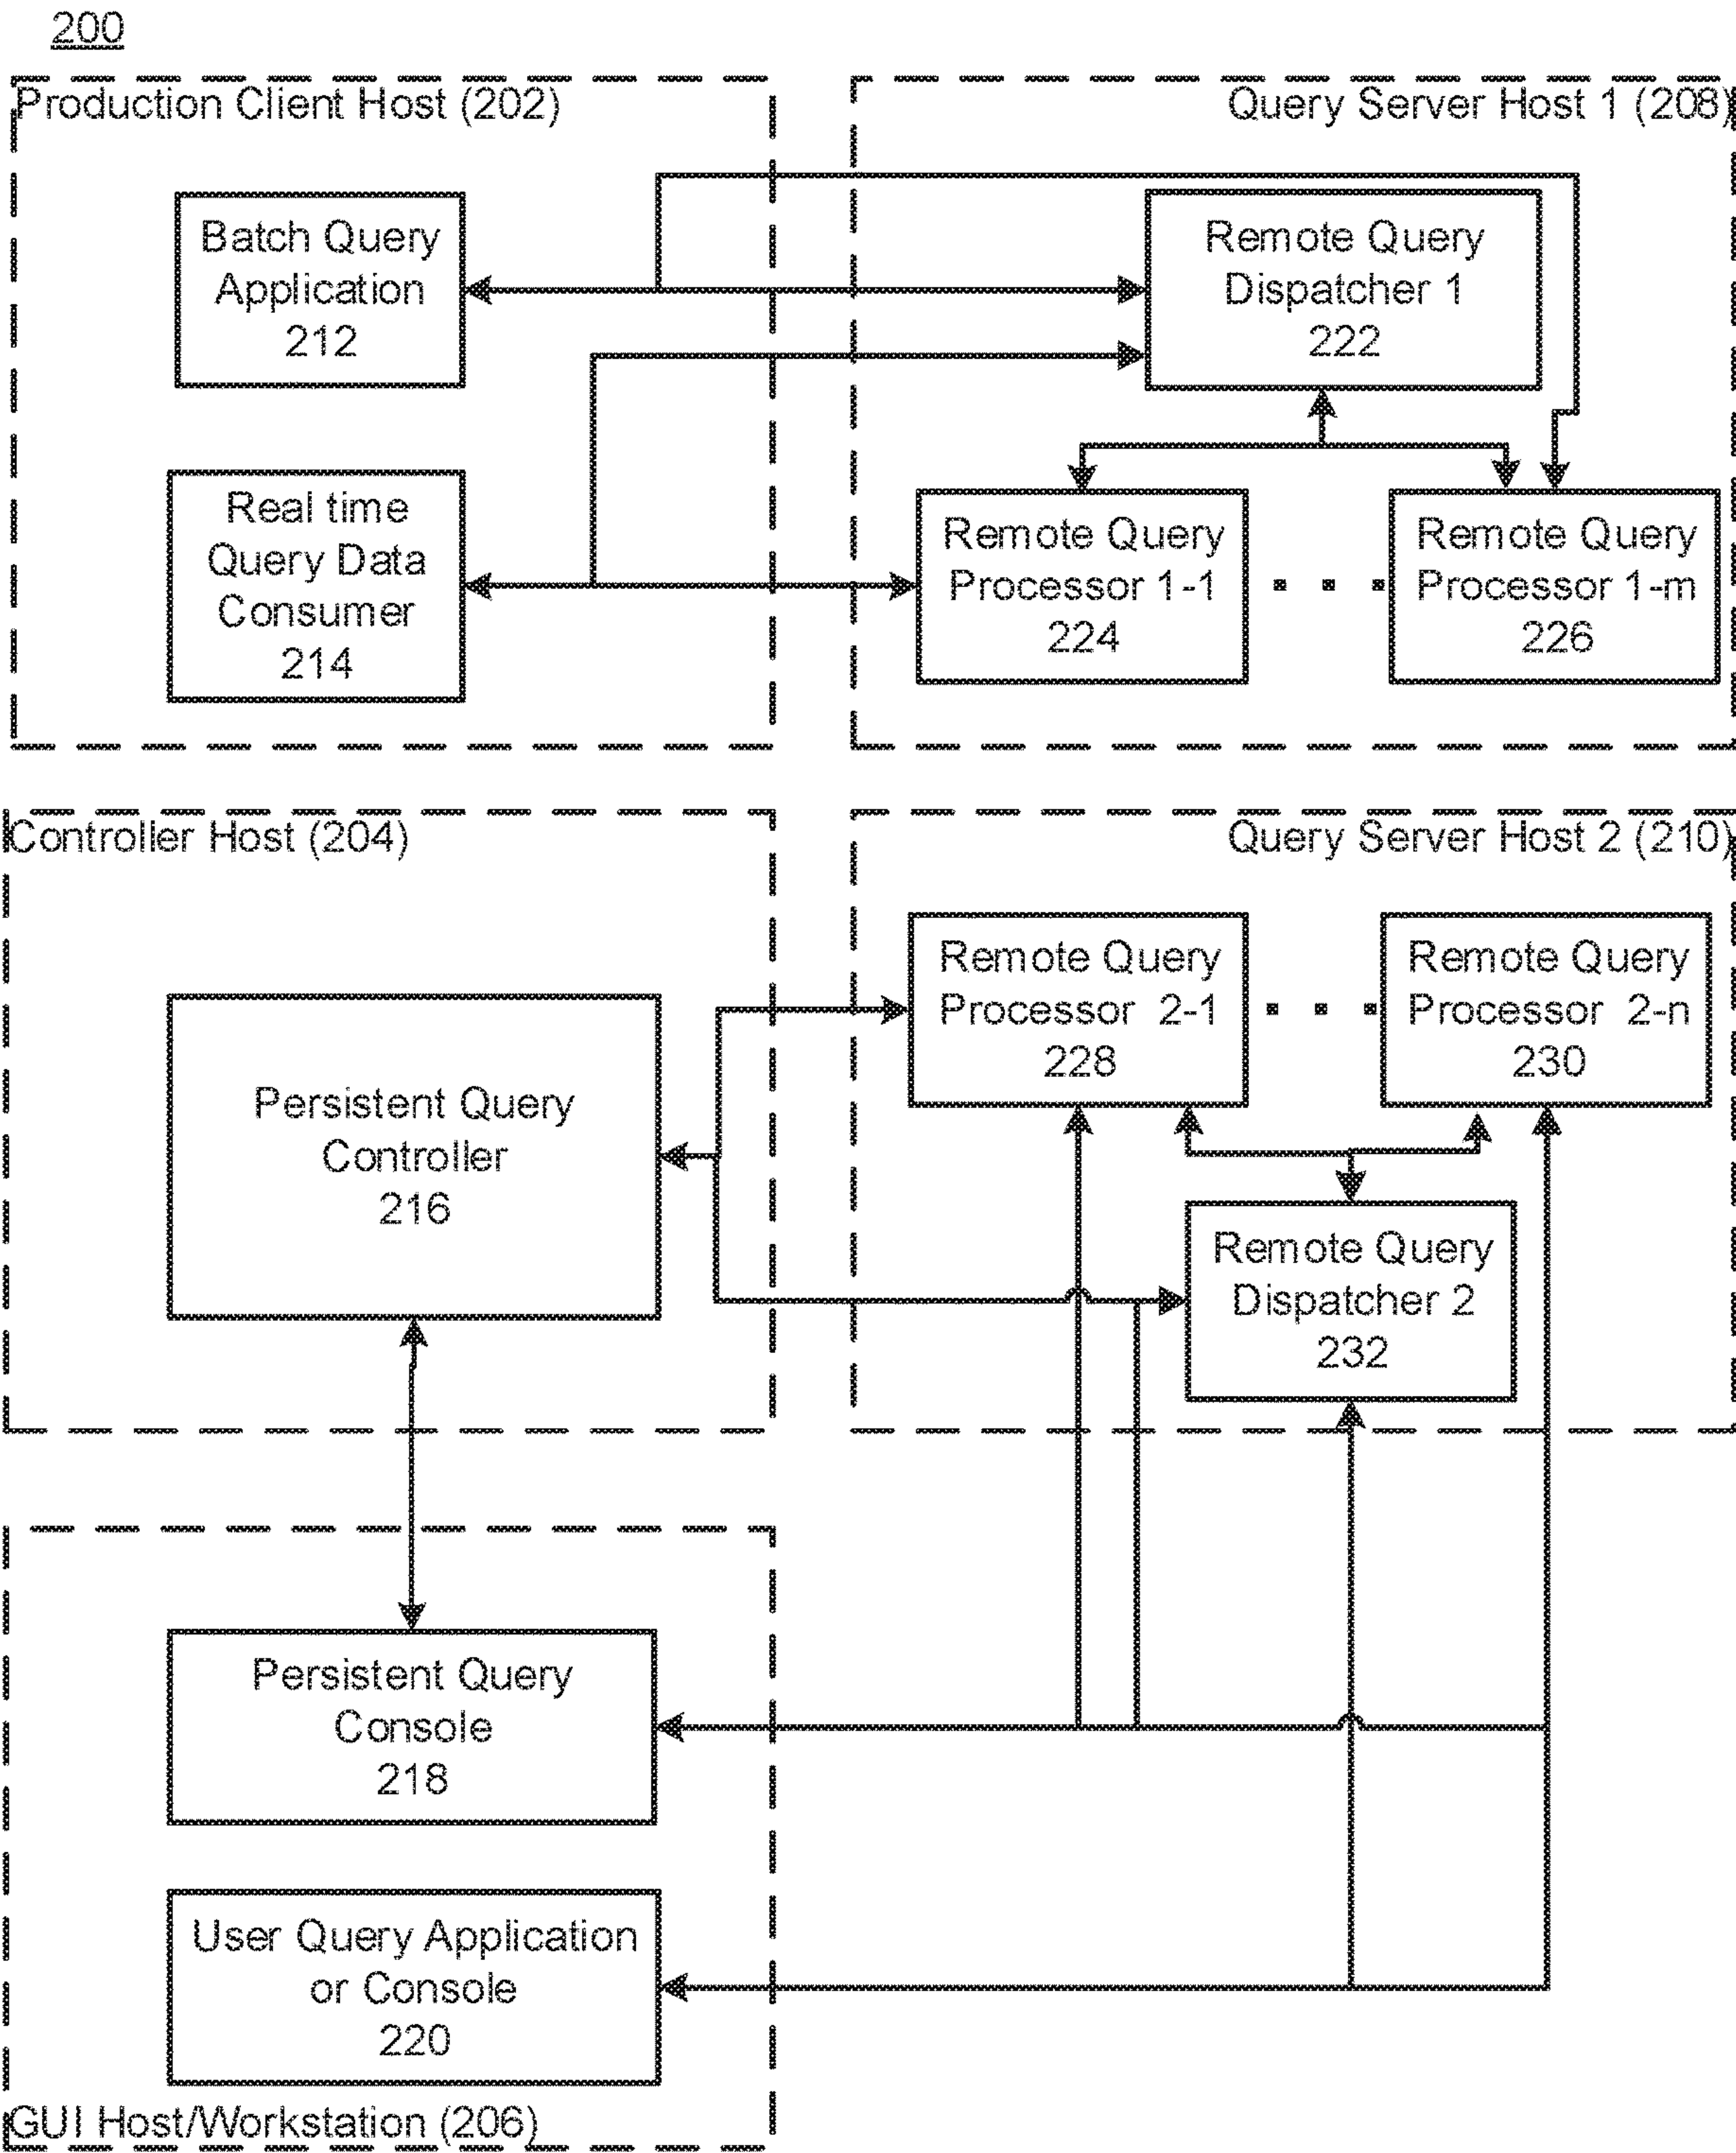 200
Production Client Host (202)
Query Server Host 1 (208)
Batch Query
Application
212
Remote Query
Dispatcher 1
222
Real time
Query Data
Consumer
214
Remote Query
Processor 1-1
224
Remote Query
Processor 1-m
226
Controller Host (204)
Query Server Host 2 (210)
Persistent Query
Controller
216
Remote Query
Processor 2-1
228
Remote Query
Processor 2-n
230
Remote Query
Dispatcher 2
232
Persistent Query
Console
218
User Query Application
or Console
220
GUI Host/Workstation (206)